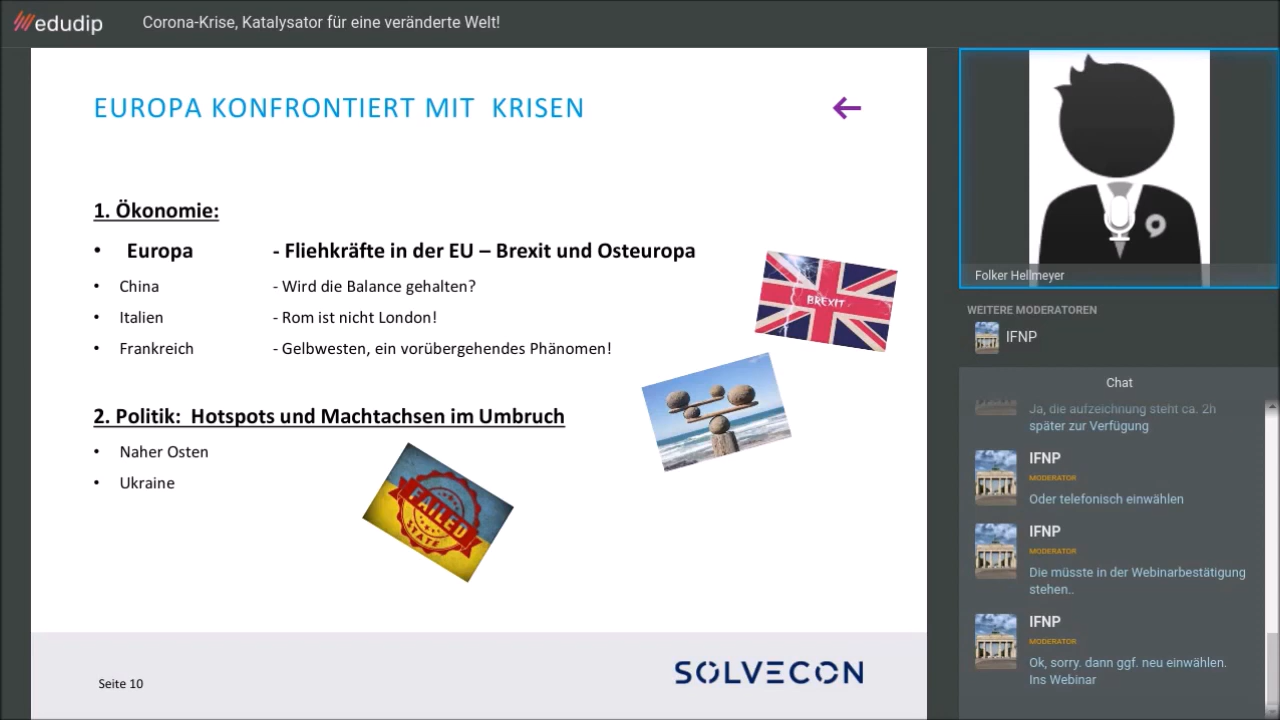 edudip
Corona-Krise, Katalysator für eine veränderte Welt!
EUROPA KONFRONTIERT MIT KRISEN
1. Ökonomie:
• Europa - Fliehkräfte in der EU – Brexit und Osteuropa
• China - Wird die Balance gehalten?
• Italien - Rom ist nicht London!
• Frankreich - Gelbwesten, ein vorübergehendes Phänomen!
BREXIT
2. Politik: Hotspots und Machtachsen im Umbruch
• Naher Osten
• Ukraine
FAILED
STATE
Seite 10
SOLVECON
Folker Hellmeyer
WEITERE MODERATOREN
IFNP
Chat
Ja, die aufzeichnung steht ca. 2h
später zur Verfügung
IFNP
MODERATOR
Oder telefonisch einwählen
IFNP
MODERATOR
Die müsste in der Webinarbestätigung
stehen..
IFNP
MODERATOR
Ok, sorry. dann ggf. neu einwählen.
Ins Webinar